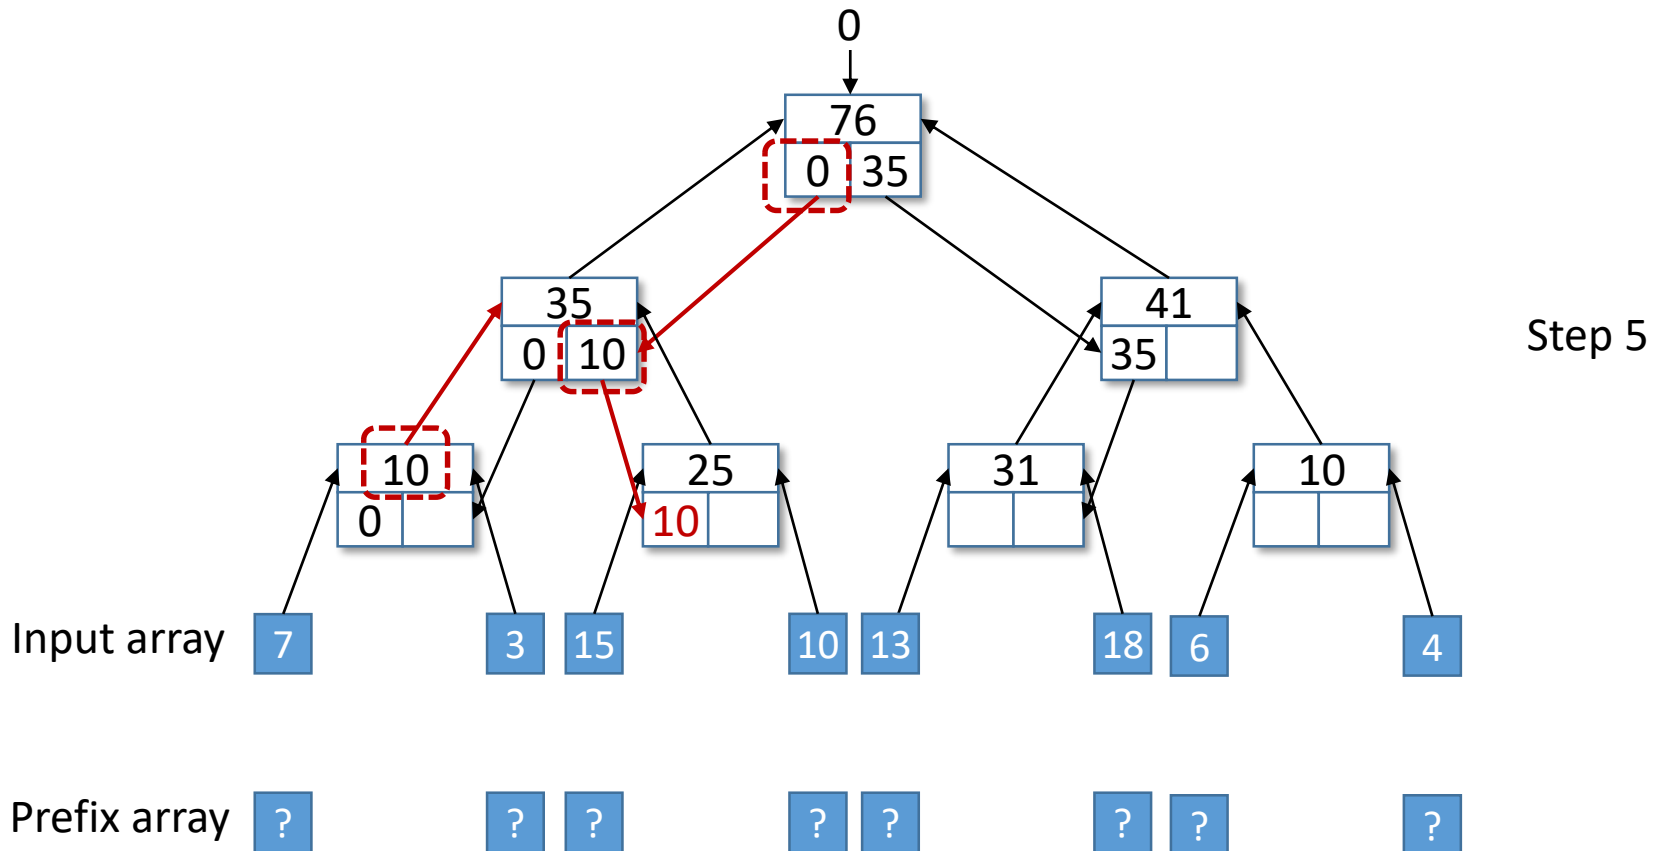 0
76
0 35
35 41
Step 5
0 10 35
10 25 31 10
0 10
Input array 7 3 15 10 13 18 6 4
Prefix array ? ? ? ? ? ? ? ?